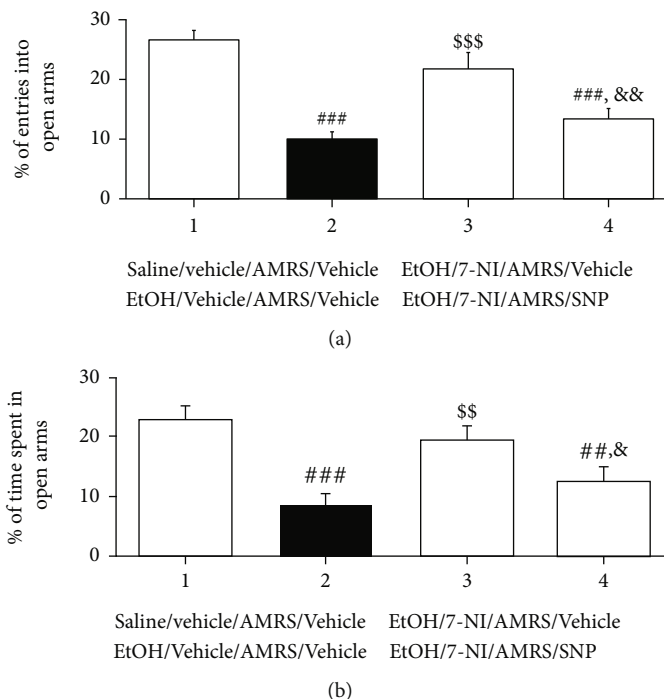 30
20
10
0
% of entries into
open arms
###
$$$
###, &&
1 2 3 4
Saline/vehicle/AMRS/Vehicle EtOH/7-NI/AMRS/Vehicle
EtOH/Vehicle/AMRS/Vehicle EtOH/7-NI/AMRS/SNP
(a)
30
20
10
0
% of time spent in
open arms
###
$$
##,&
1 2 3 4
Saline/vehicle/AMRS/Vehicle EtOH/7-NI/AMRS/Vehicle
EtOH/Vehicle/AMRS/Vehicle EtOH/7-NI/AMRS/SNP
(b)